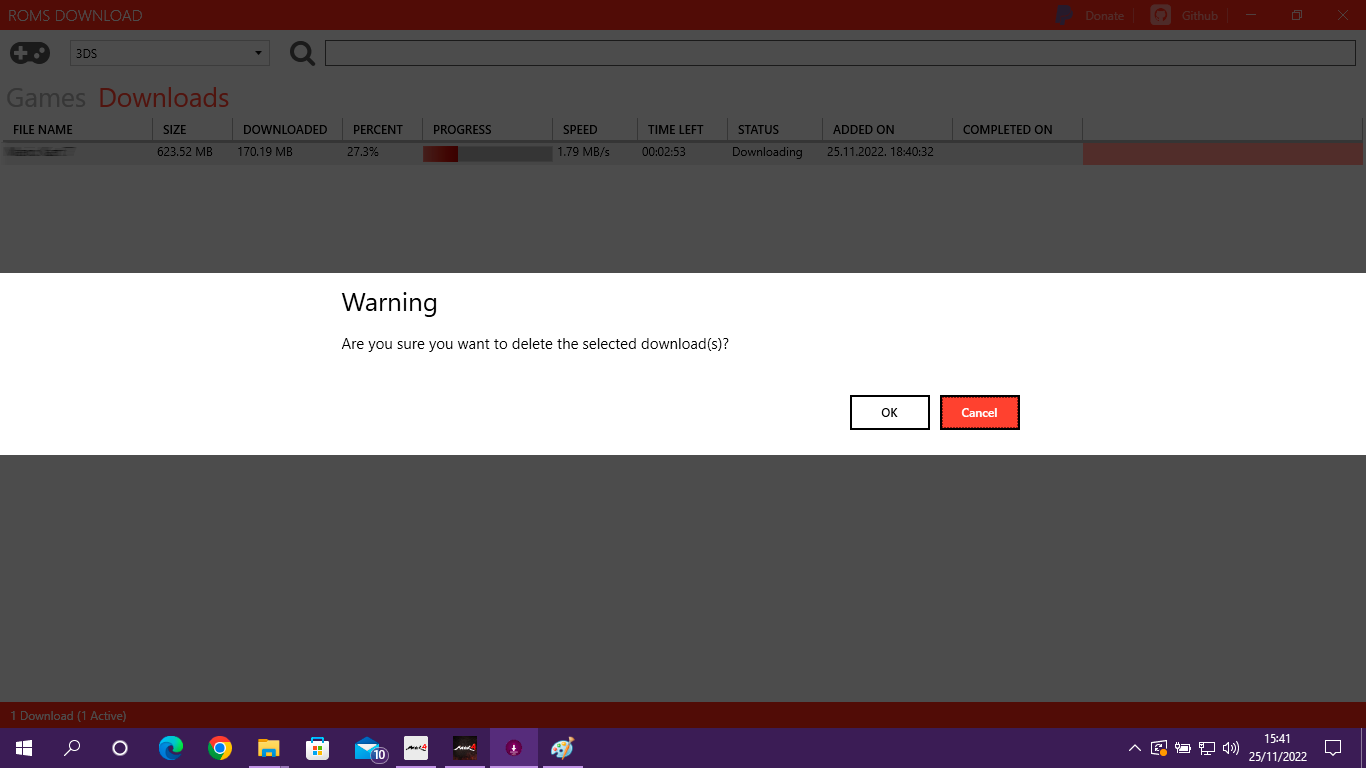 ROMS DOWNLOAD Donate Github
3DS
Games Downloads
FILE NAME SIZE DOWNLOADED PERCENT PROGRESS SPEED TIME LEFT STATUS ADDED ON COMPLETED ON
623.52 MB 170.19 MB 27.3% 1.79 MB/s 00:02:53 Downloading 25.11.2022. 18:40:32
Warning
Are you sure you want to delete the selected download(s)?
OK Cancel
1 Download (1 Active)
10
15:41
25/11/2022